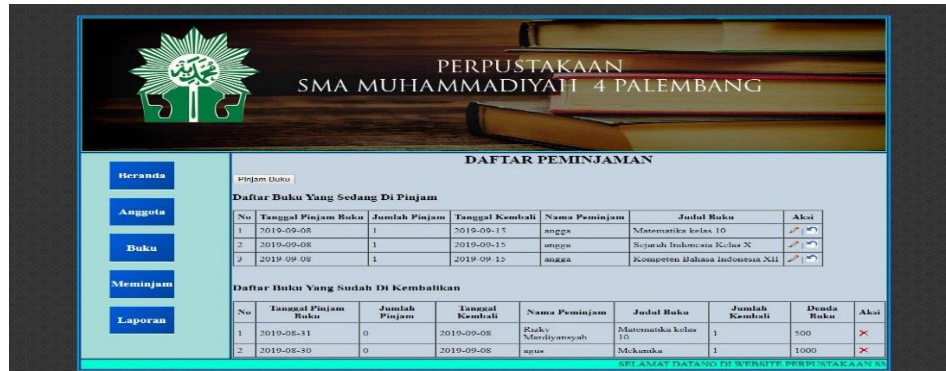 PERPUSTAKAAN
SMA MUHAMMADIYAH 4 PALEMBANG
DAFTAR PEMINJAMAN
Beranda
Anggota
Buku
Meminjam
Laporan
Pinjam Buku
Daftar Buku Yang Sedang Di Pinjam
No Tanggal Pinjam Buku Jumlah Pinjam Tanggal Kembali Nama Peminjam Judul Buku Aksi
1 2019-09-08 1 2019-09-15 angga Matematika kelas 10
2 2019-09-08 1 2019-09-15 angga Sejarah Indonesia Kelas X
3 2019-09-08 1 2019-09-15 angga Kompeten Bahasa Indonesia XII
Daftar Buku Yang Sudah Di Kembalikan
No Tanggal Pinjam Buku Jumlah Pinjam Tanggal Kembali Nama Peminjam Judul Buku Jumlah Kembali Denda Buku Aksi
1 2019-08-31 0 2019-09-08 Rizky Mardiyansyah Matematika kelas 10 1 500
2 2019-08-30 0 2019-09-08 agus Mekanika 1 1000
SELAMAT DATANG DI WEBSITE PERPUSTAKAAN